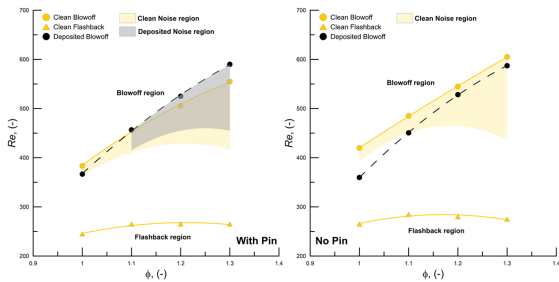 Clean Blowoff
Clean Flashback
Deposited Blowoff
Clean Noise region
Deposited Noise region
700
600
500
400
300
200
Re, (-)
Blowoff region
Flashback region
With Pin
0.9
1
1.1
1.2
1.3
1.4
ϕ, (-)
Clean Blowoff
Clean Flashback
Deposited Blowoff
Clean Noise region
700
600
500
400
300
200
Re, (-)
Blowoff region
Flashback region
No Pin
0.9
1
1.1
1.2
1.3
1.4
ϕ, (-)